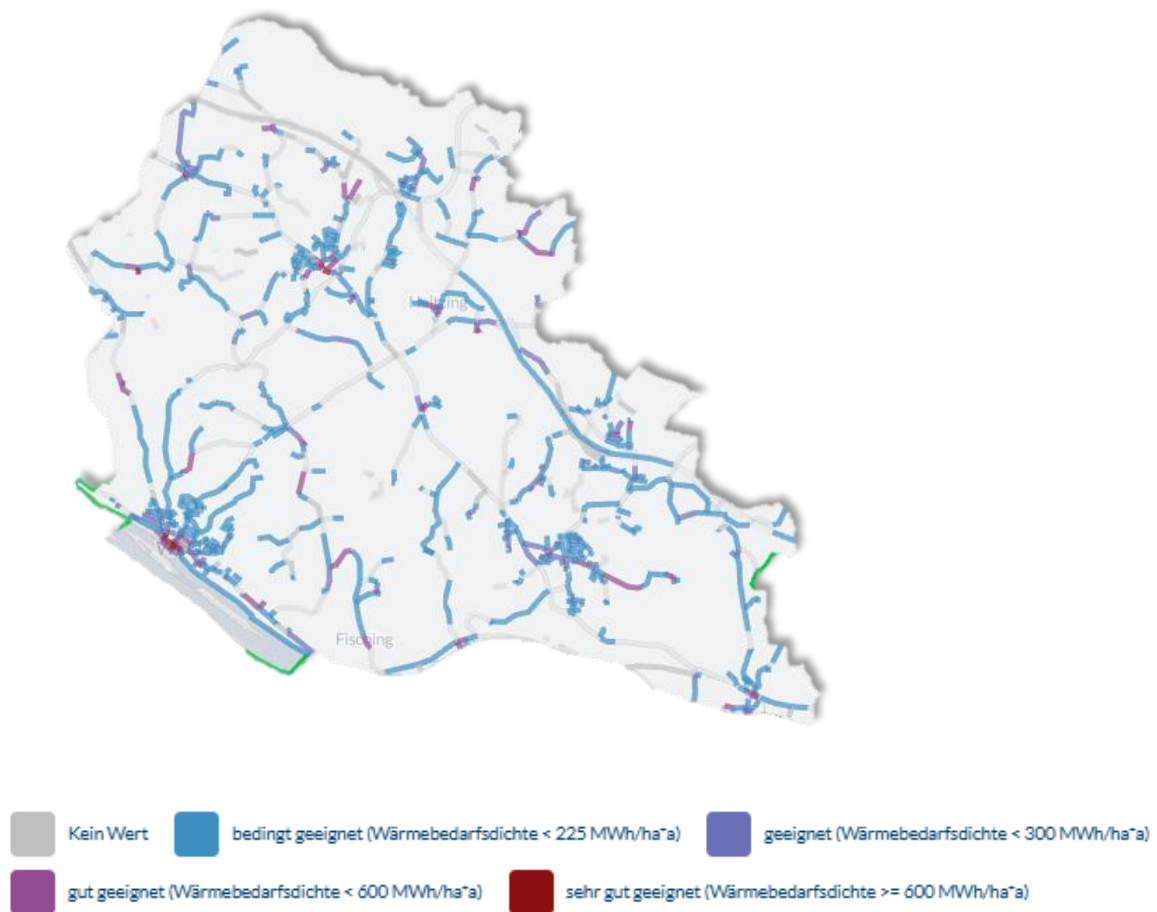 Fisching
Kein Wert
bedingt geeignet (Wärmebedarfsdichte < 225 MWh/ha*a)
geeignet (Wärmebedarfsdichte < 300 MWh/ha*a)
gut geeignet (Wärmebedarfsdichte < 600 MWh/ha*a)
sehr gut geeignet (Wärmebedarfsdichte >= 600 MWh/ha*a)